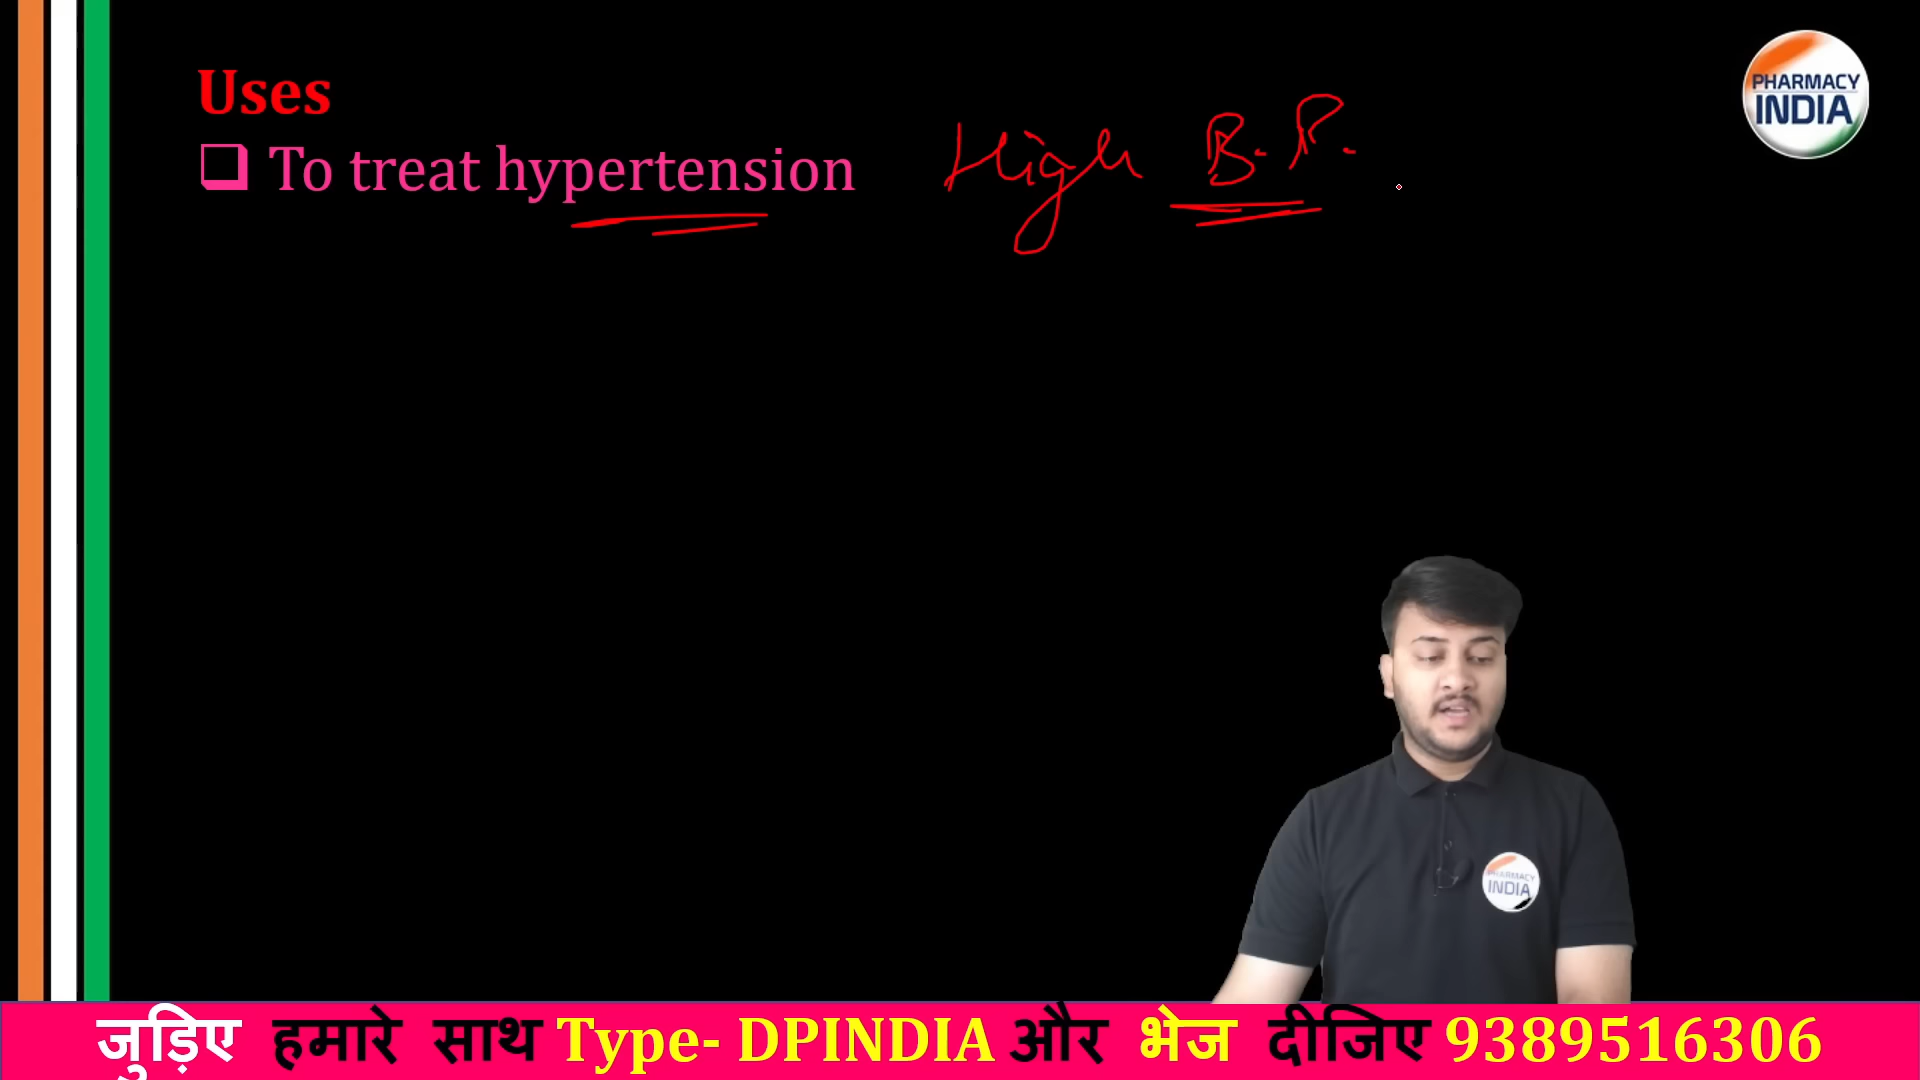 Uses
❑ To treat hypertension High B.P.
PHARMACY
INDIA
PHARMACY
INDIA
जुड़िए हमारे साथ Type- DPINDIA और भेज दीजिए 9389516306